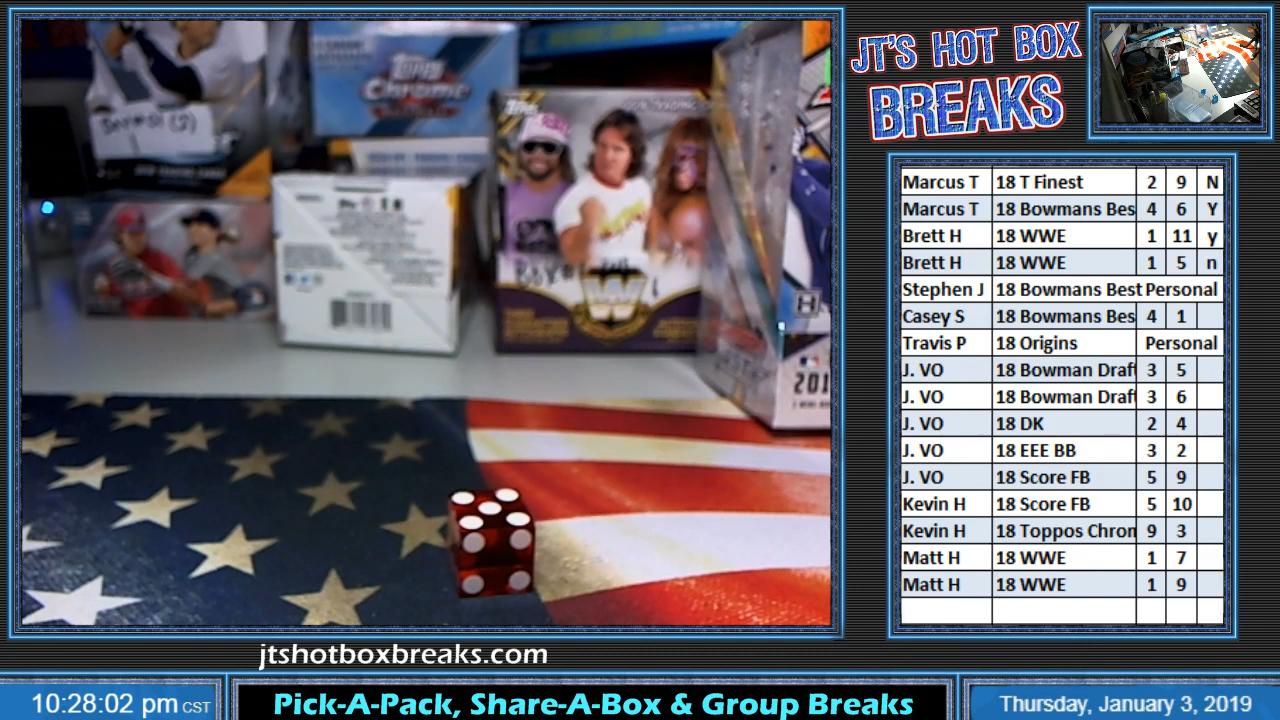 JT'S HOT BOX
BREAKS
Topps
Chrome
Topps
H
201
Marcus T 18 T Finest 2 9 N
Marcus T 18 Bowmans Bes 4 6 Y
Brett H 18 WWE 1 11 y
Brett H 18 WWE 1 5 n
Stephen J 18 Bowmans Best Personal
Casey S 18 Bowmans Bes 4 1
Travis P 18 Origins Personal
J. VO 18 Bowman Draft 3 5
J. VO 18 Bowman Draft 3 6
J. VO 18 DK 2 4
J. VO 18 EEE BB 3 2
J. VO 18 Score FB 5 9
Kevin H 18 Score FB 5 10
Kevin H 18 Toppos Chrom 9 3
Matt H 18 WWE 1 7
Matt H 18 WWE 1 9
jtshotboxbreaks.com
10:28:02 pm CST
Pick-A-Pack, Share-A-Box & Group Breaks
Thursday, January 3, 2019